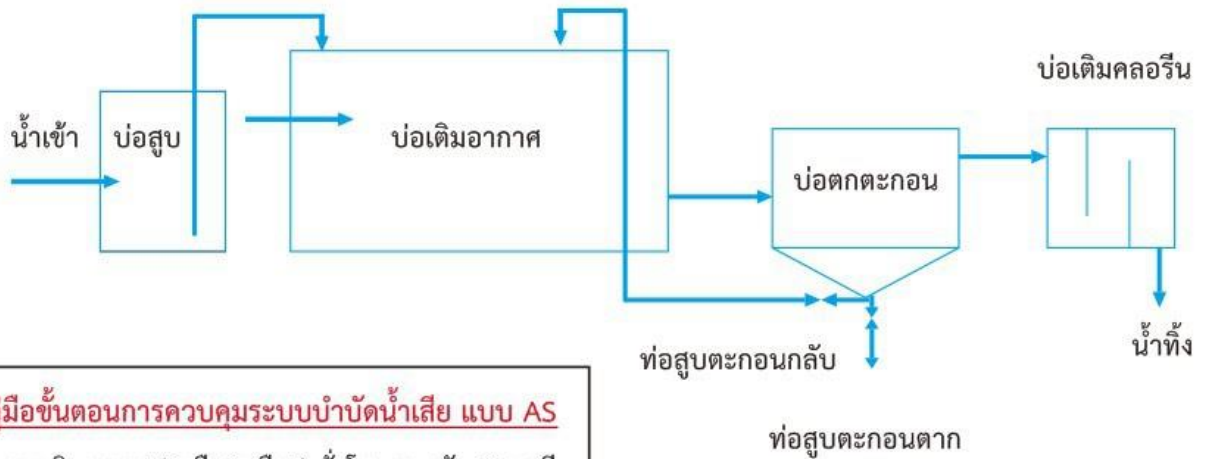 บ่อเติมคลอรีน
น้ำเข้า
บ่อสูบ
บ่อเติมอากาศ
บ่อตกตะกอน
น้ำทิ้ง
ท่อสูบตะกอนกลับ
ท่อสูบตะกอนตาก
มือขั้นตอนการควบคุมระบบบำบัดน้ำเสีย แบบ AS